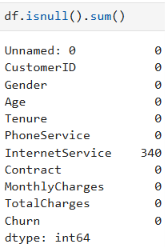 df.isnull().sum()
Unnamed: 0 0
CustomerID 0
Gender 0
Age 0
Tenure 0
PhoneService 0
InternetService 340
Contract 0
MonthlyCharges 0
TotalCharges 0
Churn 0
dtype: int64